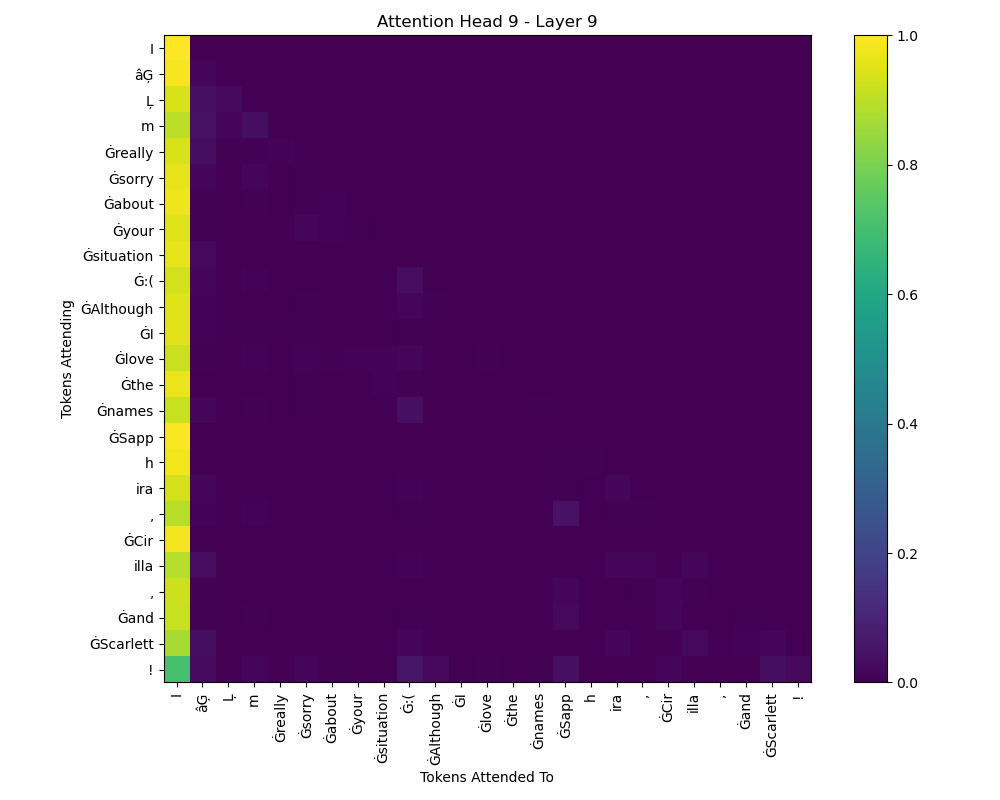 Attention Head 9 - Layer 9
I
âĢ
Ļ
m
Ġreally
Ġsorry
Ġabout
Ġyour
Ġsituation
Ġ:(
ĠAlthough
ĠI
Ġlove
Ġthe
Ġnames
ĠSapp
h
ira
,
ĠCir
illa
,
Ġand
ĠScarlett
!
Tokens Attending
I
âĢ
Ļ
m
Ġreally
Ġsorry
Ġabout
Ġyour
Ġsituation
Ġ:(
ĠAlthough
ĠI
Ġlove
Ġthe
Ġnames
ĠSapp
h
ira
,
ĠCir
illa
,
Ġand
ĠScarlett
!
Tokens Attended To
1.0
0.8
0.6
0.4
0.2
0.0